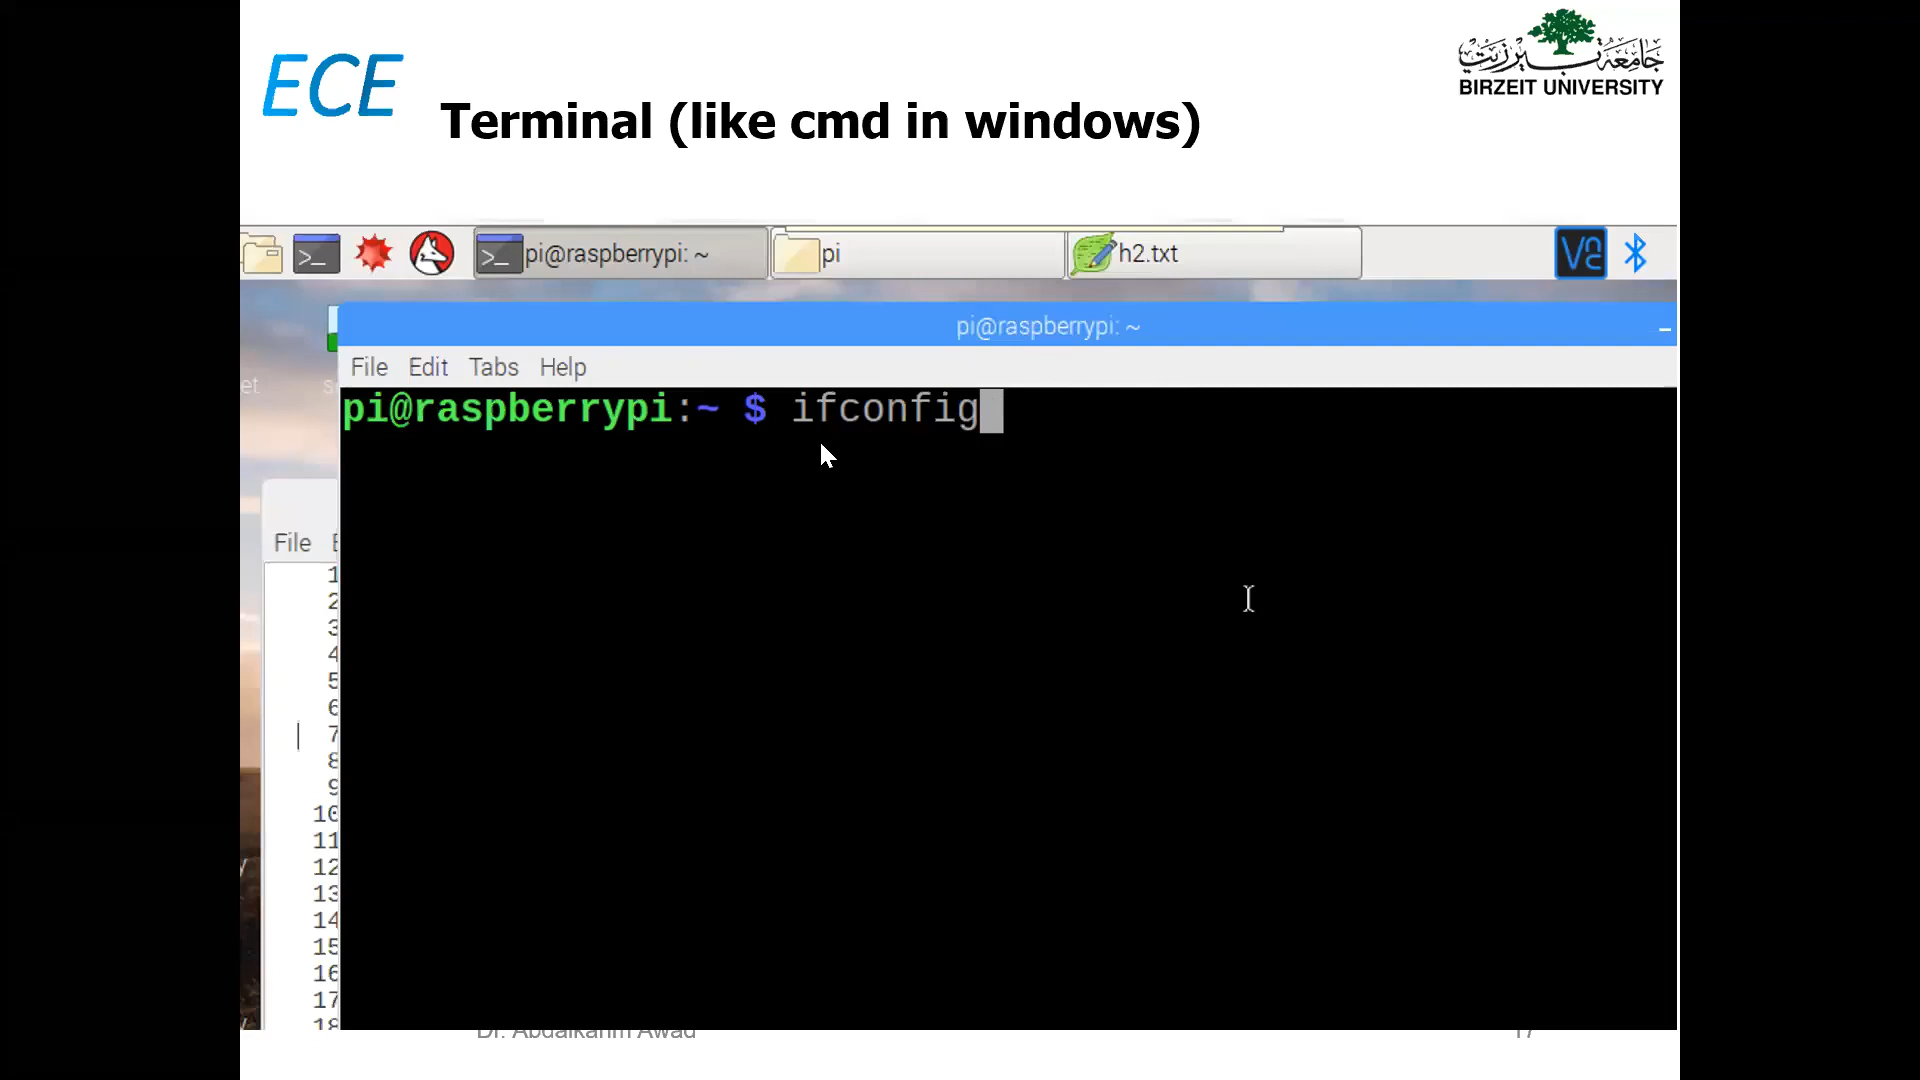 ECE
جامعة بيرزيت
BIRZEIT UNIVERSITY
Terminal (like cmd in windows)
pi@raspberrypi: ~
pi
h2.txt
pi@raspberrypi: ~
File Edit Tabs Help
pi@raspberrypi:~ $ ifconfig
File
1
2
3
4
5
6
7
8
9
10
11
12
13
14
15
16
17
18
Dr. Abdalkarim Awad
17